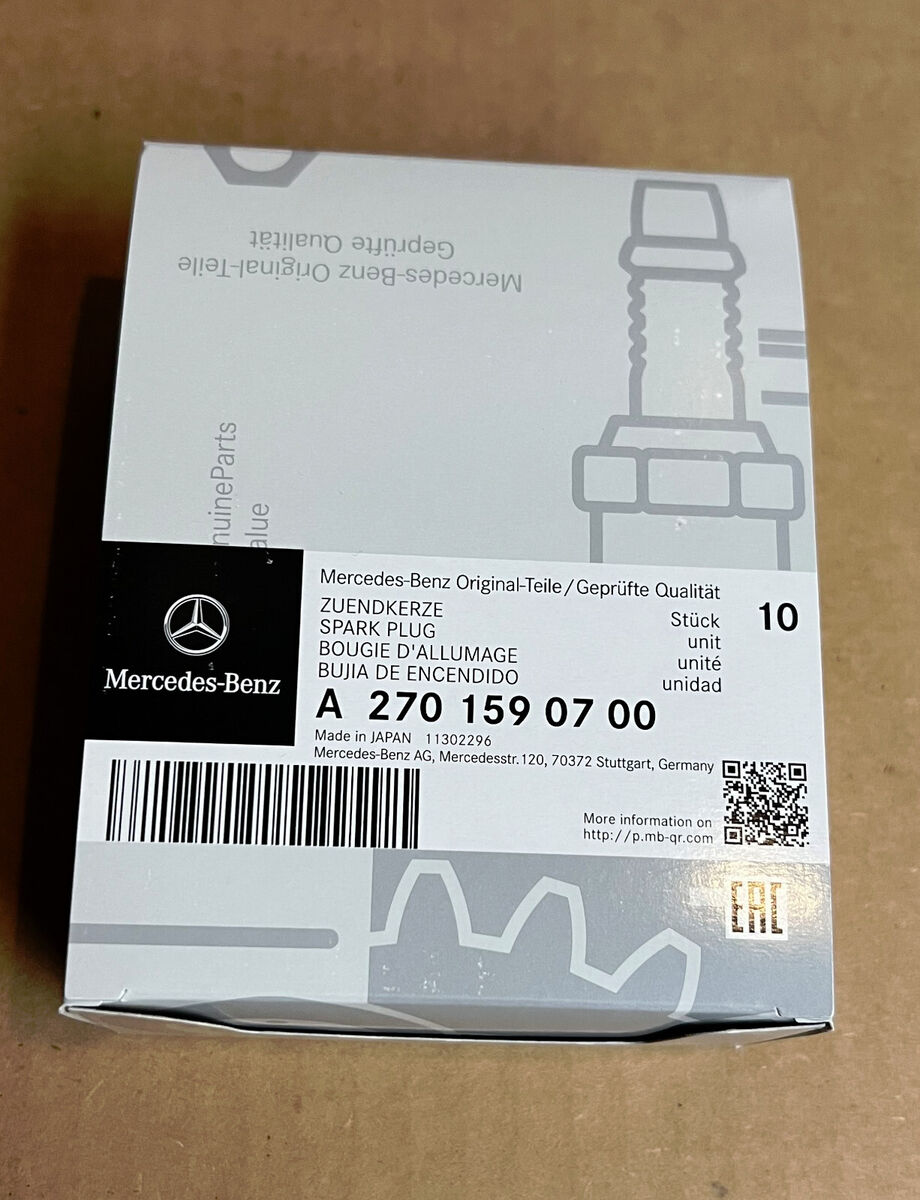 Mercedes-Benz Original-Teile
Geprüfte Qualität
nuineParts
alue
Mercedes-Benz
Mercedes-Benz Original-Teile/Geprüfte Qualität
ZUENDKERZE
SPARK PLUG
BOUGIE D'ALLUMAGE
BUJIA DE ENCENDIDO
Stück 10
unit
unité
unidad
A 270 159 07 00
Made in JAPAN 11302296
Mercedes-Benz AG, Mercedesstr.120, 70372 Stuttgart, Germany
More information on
http://p.mb-qr.com
EAC